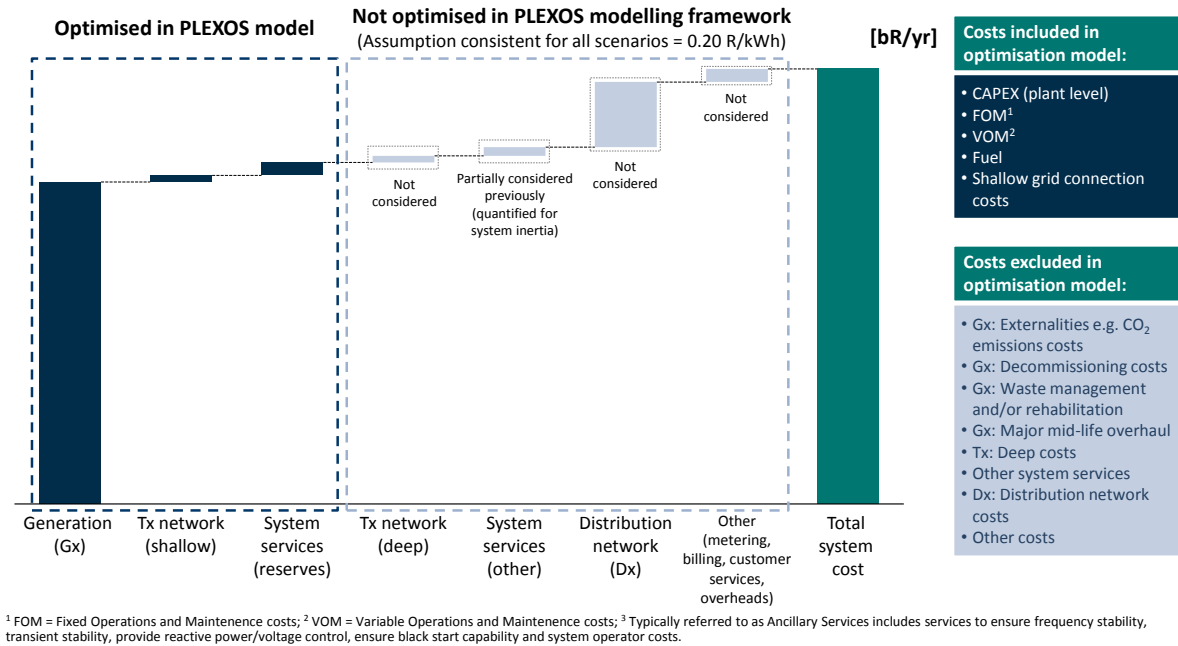 Optimised in PLEXOS model
Not optimised in PLEXOS modelling framework
(Assumption consistent for all scenarios = 0.20 R/kWh)
[bR/yr]
Not
considered
Partially considered
previously
(quantified for
system inertia)
Not
considered
Not
considered
Generation
(Gx)
Tx network
(shallow)
System
services
(reserves)
Tx network
(deep)
System
services
(other)
Distribution
network
(Dx)
Other
(metering,
billing, customer
services,
overheads)
Total
system
cost
Costs included in
optimisation model:
• CAPEX (plant level)
• FOM¹
• VOM²
• Fuel
• Shallow grid connection
costs
Costs excluded in
optimisation model:
• Gx: Externalities e.g. CO₂
emissions costs
• Gx: Decommissioning costs
• Gx: Waste management
and/or rehabilitation
• Gx: Major mid-life overhaul
• Tx: Deep costs
• Other system services
• Dx: Distribution network
costs
• Other costs
¹ FOM = Fixed Operations and Maintenence costs; ² VOM = Variable Operations and Maintenence costs; ³ Typically referred to as Ancillary Services includes services to ensure frequency stability,
transient stability, provide reactive power/voltage control, ensure black start capability and system operator costs.